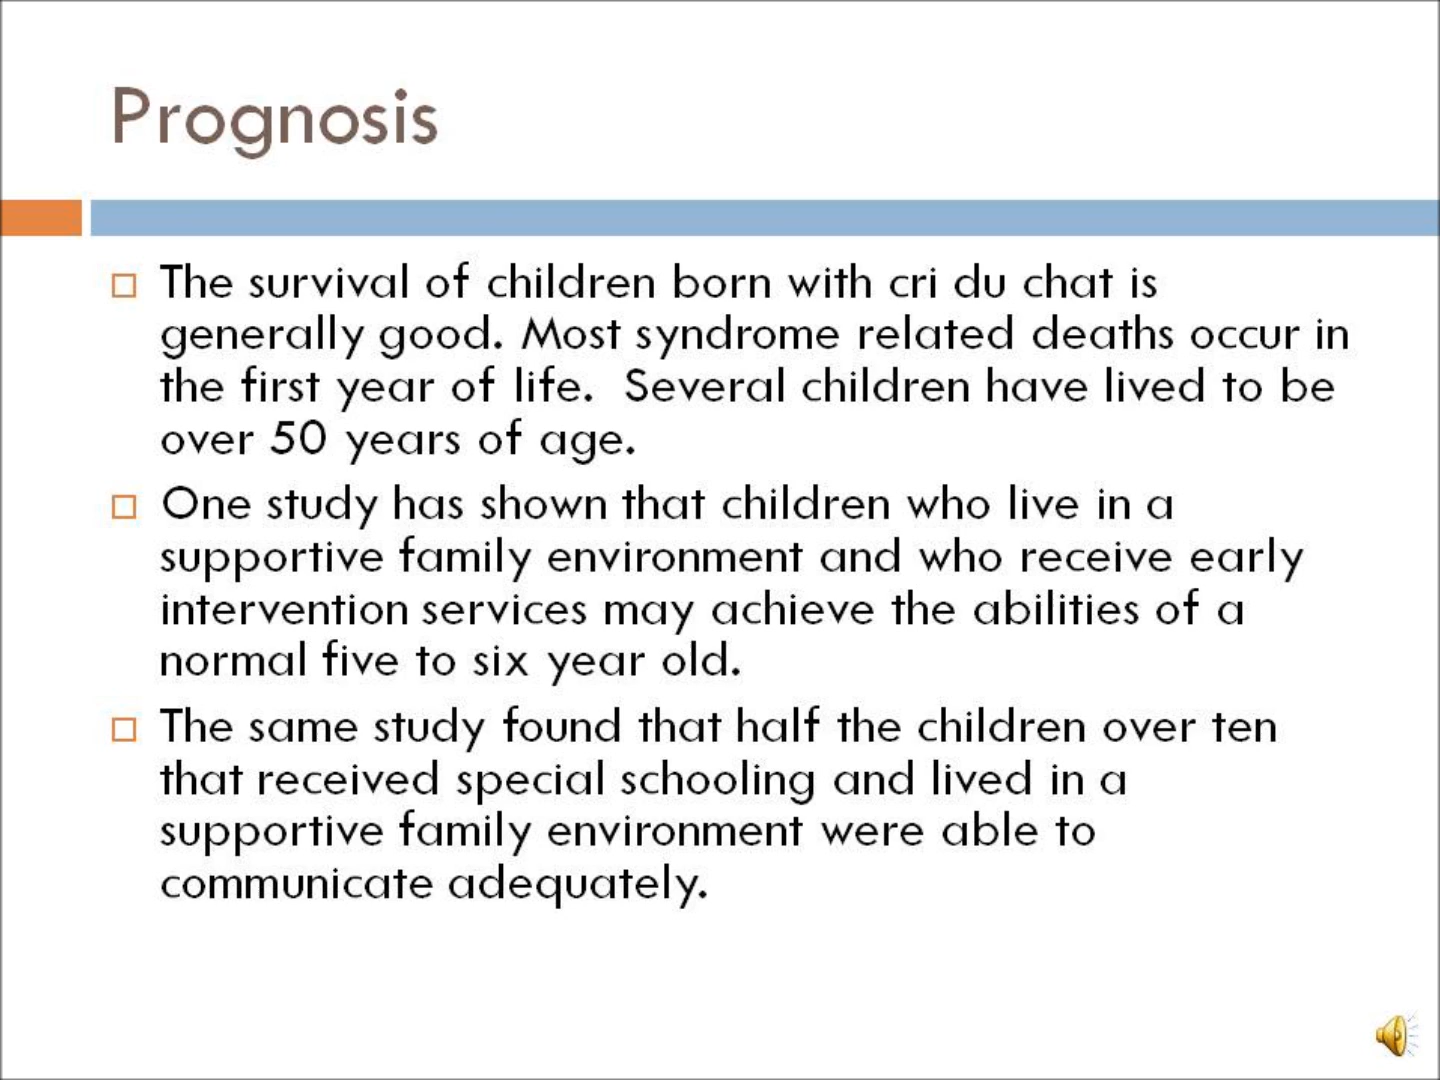 Prognosis
The survival of children born with cri du chat is
generally good. Most syndrome related deaths occur in
the first year of life.  Several children have lived to be
over 50 years of age.
One study has shown that children who live in a
supportive family environment and who receive early
intervention services may achieve the abilities of a
normal five to six year old.
The same study found that half the children over ten
that received special schooling and lived in a
supportive family environment were able to
communicate adequately.